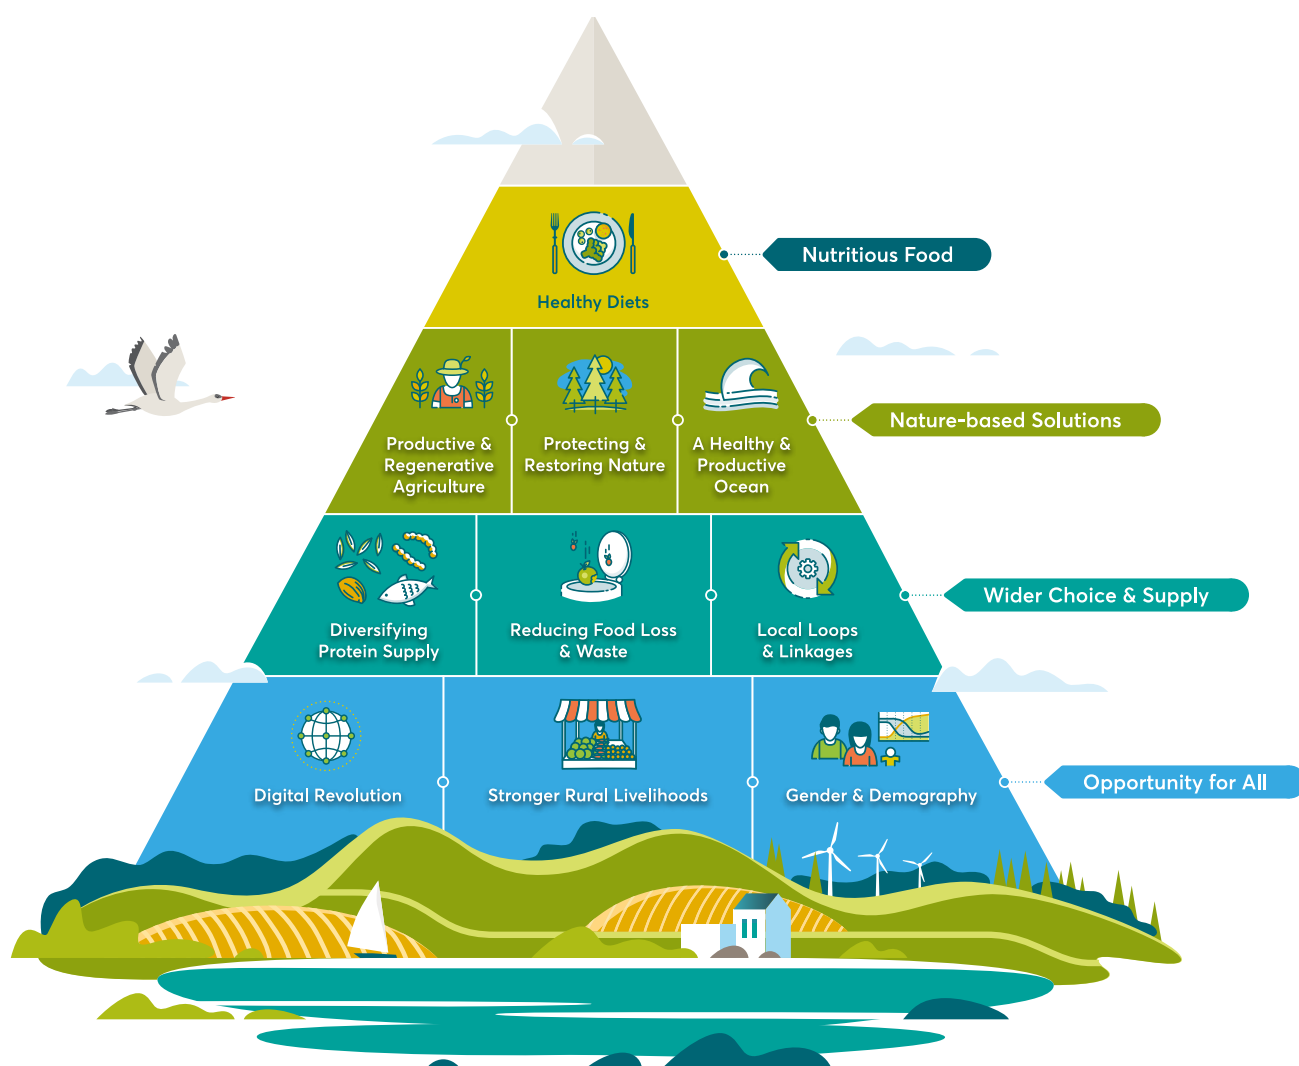 Healthy Diets
Nutritious Food
Productive &
Regenerative
Agriculture
Protecting &
Restoring Nature
A Healthy &
Productive
Ocean
Nature-based Solutions
Diversifying
Protein Supply
Reducing Food Loss
& Waste
Local Loops
& Linkages
Wider Choice & Supply
Digital Revolution
Stronger Rural Livelihoods
Gender & Demography
Opportunity for All